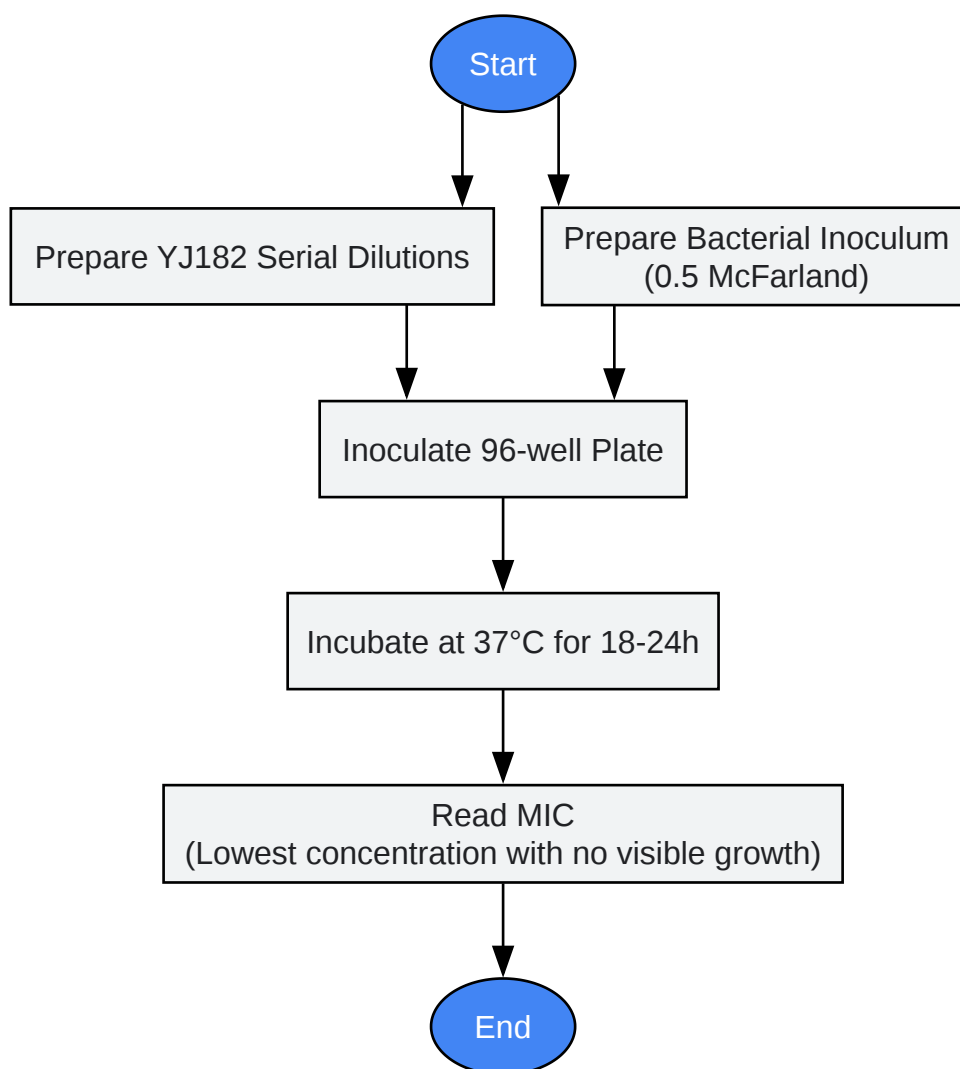 Start
Prepare YJ182 Serial Dilutions
Prepare Bacterial Inoculum
(0.5 McFarland)
Inoculate 96-well Plate
Incubate at 37°C for 18-24h
Read MIC
(Lowest concentration with no visible growth)
End